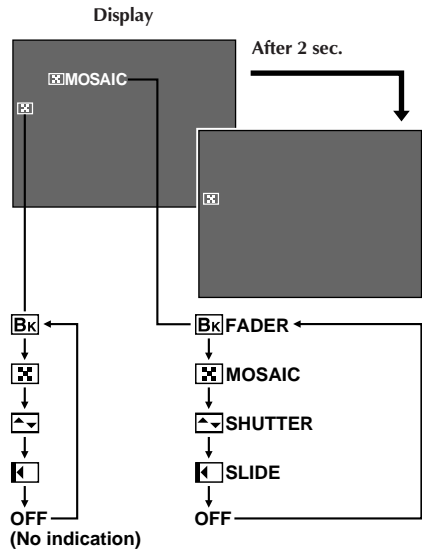 Display
After 2 sec.
MOSAIC
BK
BK FADER
MOSAIC
SHUTTER
SLIDE
OFF
(No indication)
OFF